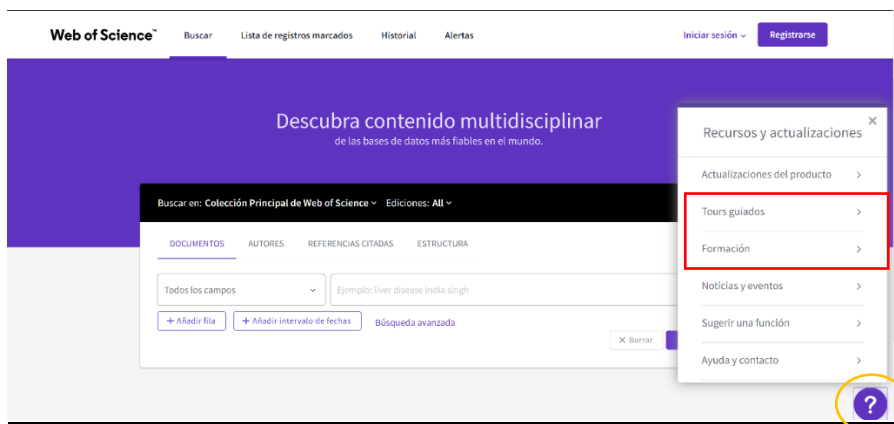 Web of Science™ Buscar Lista de registros marcados Historial Alertas Iniciar sesión Registrarse
Descubra contenido multidisciplinar
de las bases de datos más fiables en el mundo.
Buscar en: Colección Principal de Web of Science Ediciones: All
DOCUMENTOS AUTORES REFERENCIAS CITADAS ESTRUCTURA
Todos los campos Ejemplo: liver disease india singh
+ Añadir fila + Añadir intervalo de fechas Búsqueda avanzada
× Borrar
Recursos y actualizaciones ×
Actualizaciones del producto >
Tours guiados >
Formación >
Noticias y eventos >
Sugerir una función >
Ayuda y contacto >
?